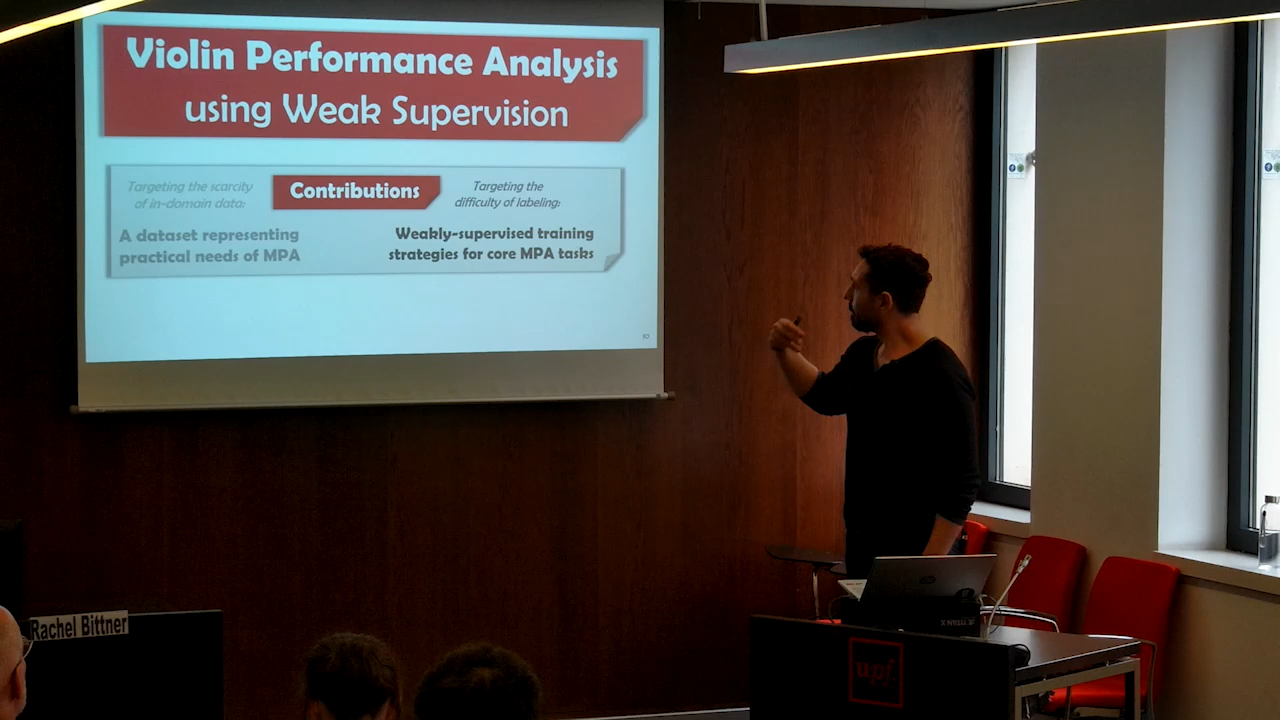 Violin Performance Analysis
using Weak Supervision
Targeting the scarcity
of in-domain data:
Contributions
Targeting the
difficulty of labeling:
A dataset representing
practical needs of MPA
Weakly-supervised training
strategies for core MPA tasks
Rachel Bittner
upf.